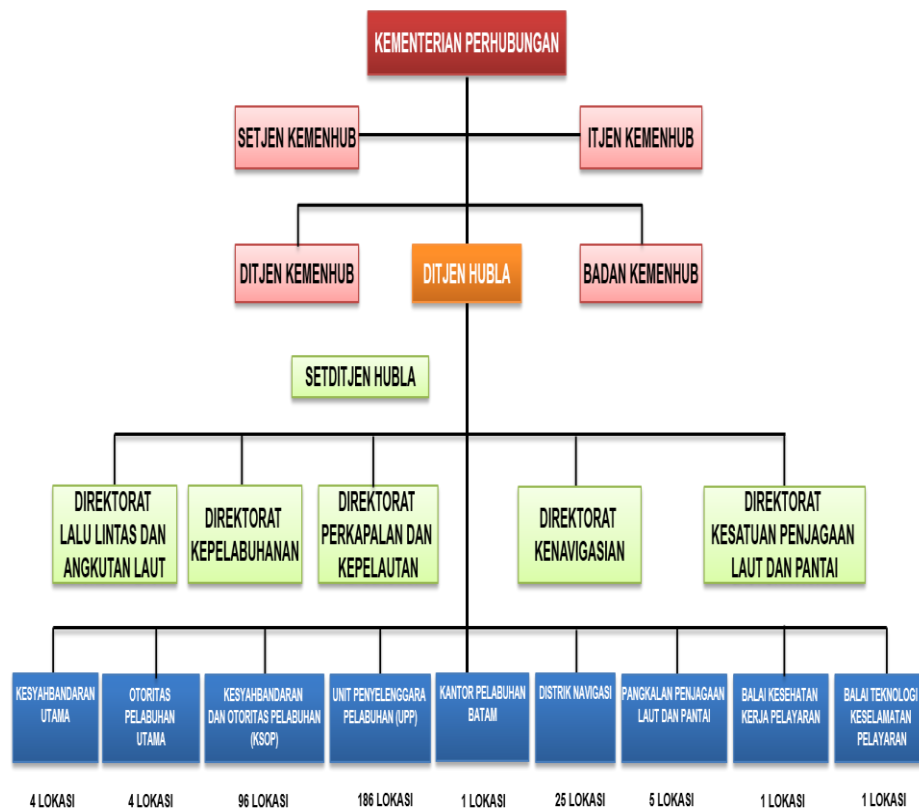 KEMENTERIAN PERHUBUNGAN
SETJEN KEMENHUB
ITJEN KEMENHUB
DITJEN KEMENHUB
DITJEN HUBLA
BADAN KEMENHUB
SETDITJEN HUBLA
DIREKTORAT
LALU LINTAS DAN
ANGKUTAN LAUT
DIREKTORAT
KEPELABUHANAN
DIREKTORAT
PERKAPALAN DAN
KEPELAUTAN
DIREKTORAT
KENAVIGASIAN
DIREKTORAT
KESATUAN PENJAGAAN
LAUT DAN PANTAI
KESYAHBANDARAN
UTAMA
OTORITAS
PELABUHAN
UTAMA
KESYAHBANDARAN
DAN OTORITAS PELABUHAN
(KSOP)
UNIT PENYELENGGARA
PELABUHAN (UPP)
KANTOR PELABUHAN
BATAM
DISTRIK NAVIGASI
PANGKALAN PENJAGAAN
LAUT DAN PANTAI
BALAI KESEHATAN
KERJA PELAYARAN
BALAI TEKNOLOGI
KESELAMATAN
PELAYARAN
4 LOKASI
4 LOKASI
96 LOKASI
186 LOKASI
1 LOKASI
25 LOKASI
5 LOKASI
1 LOKASI
1 LOKASI